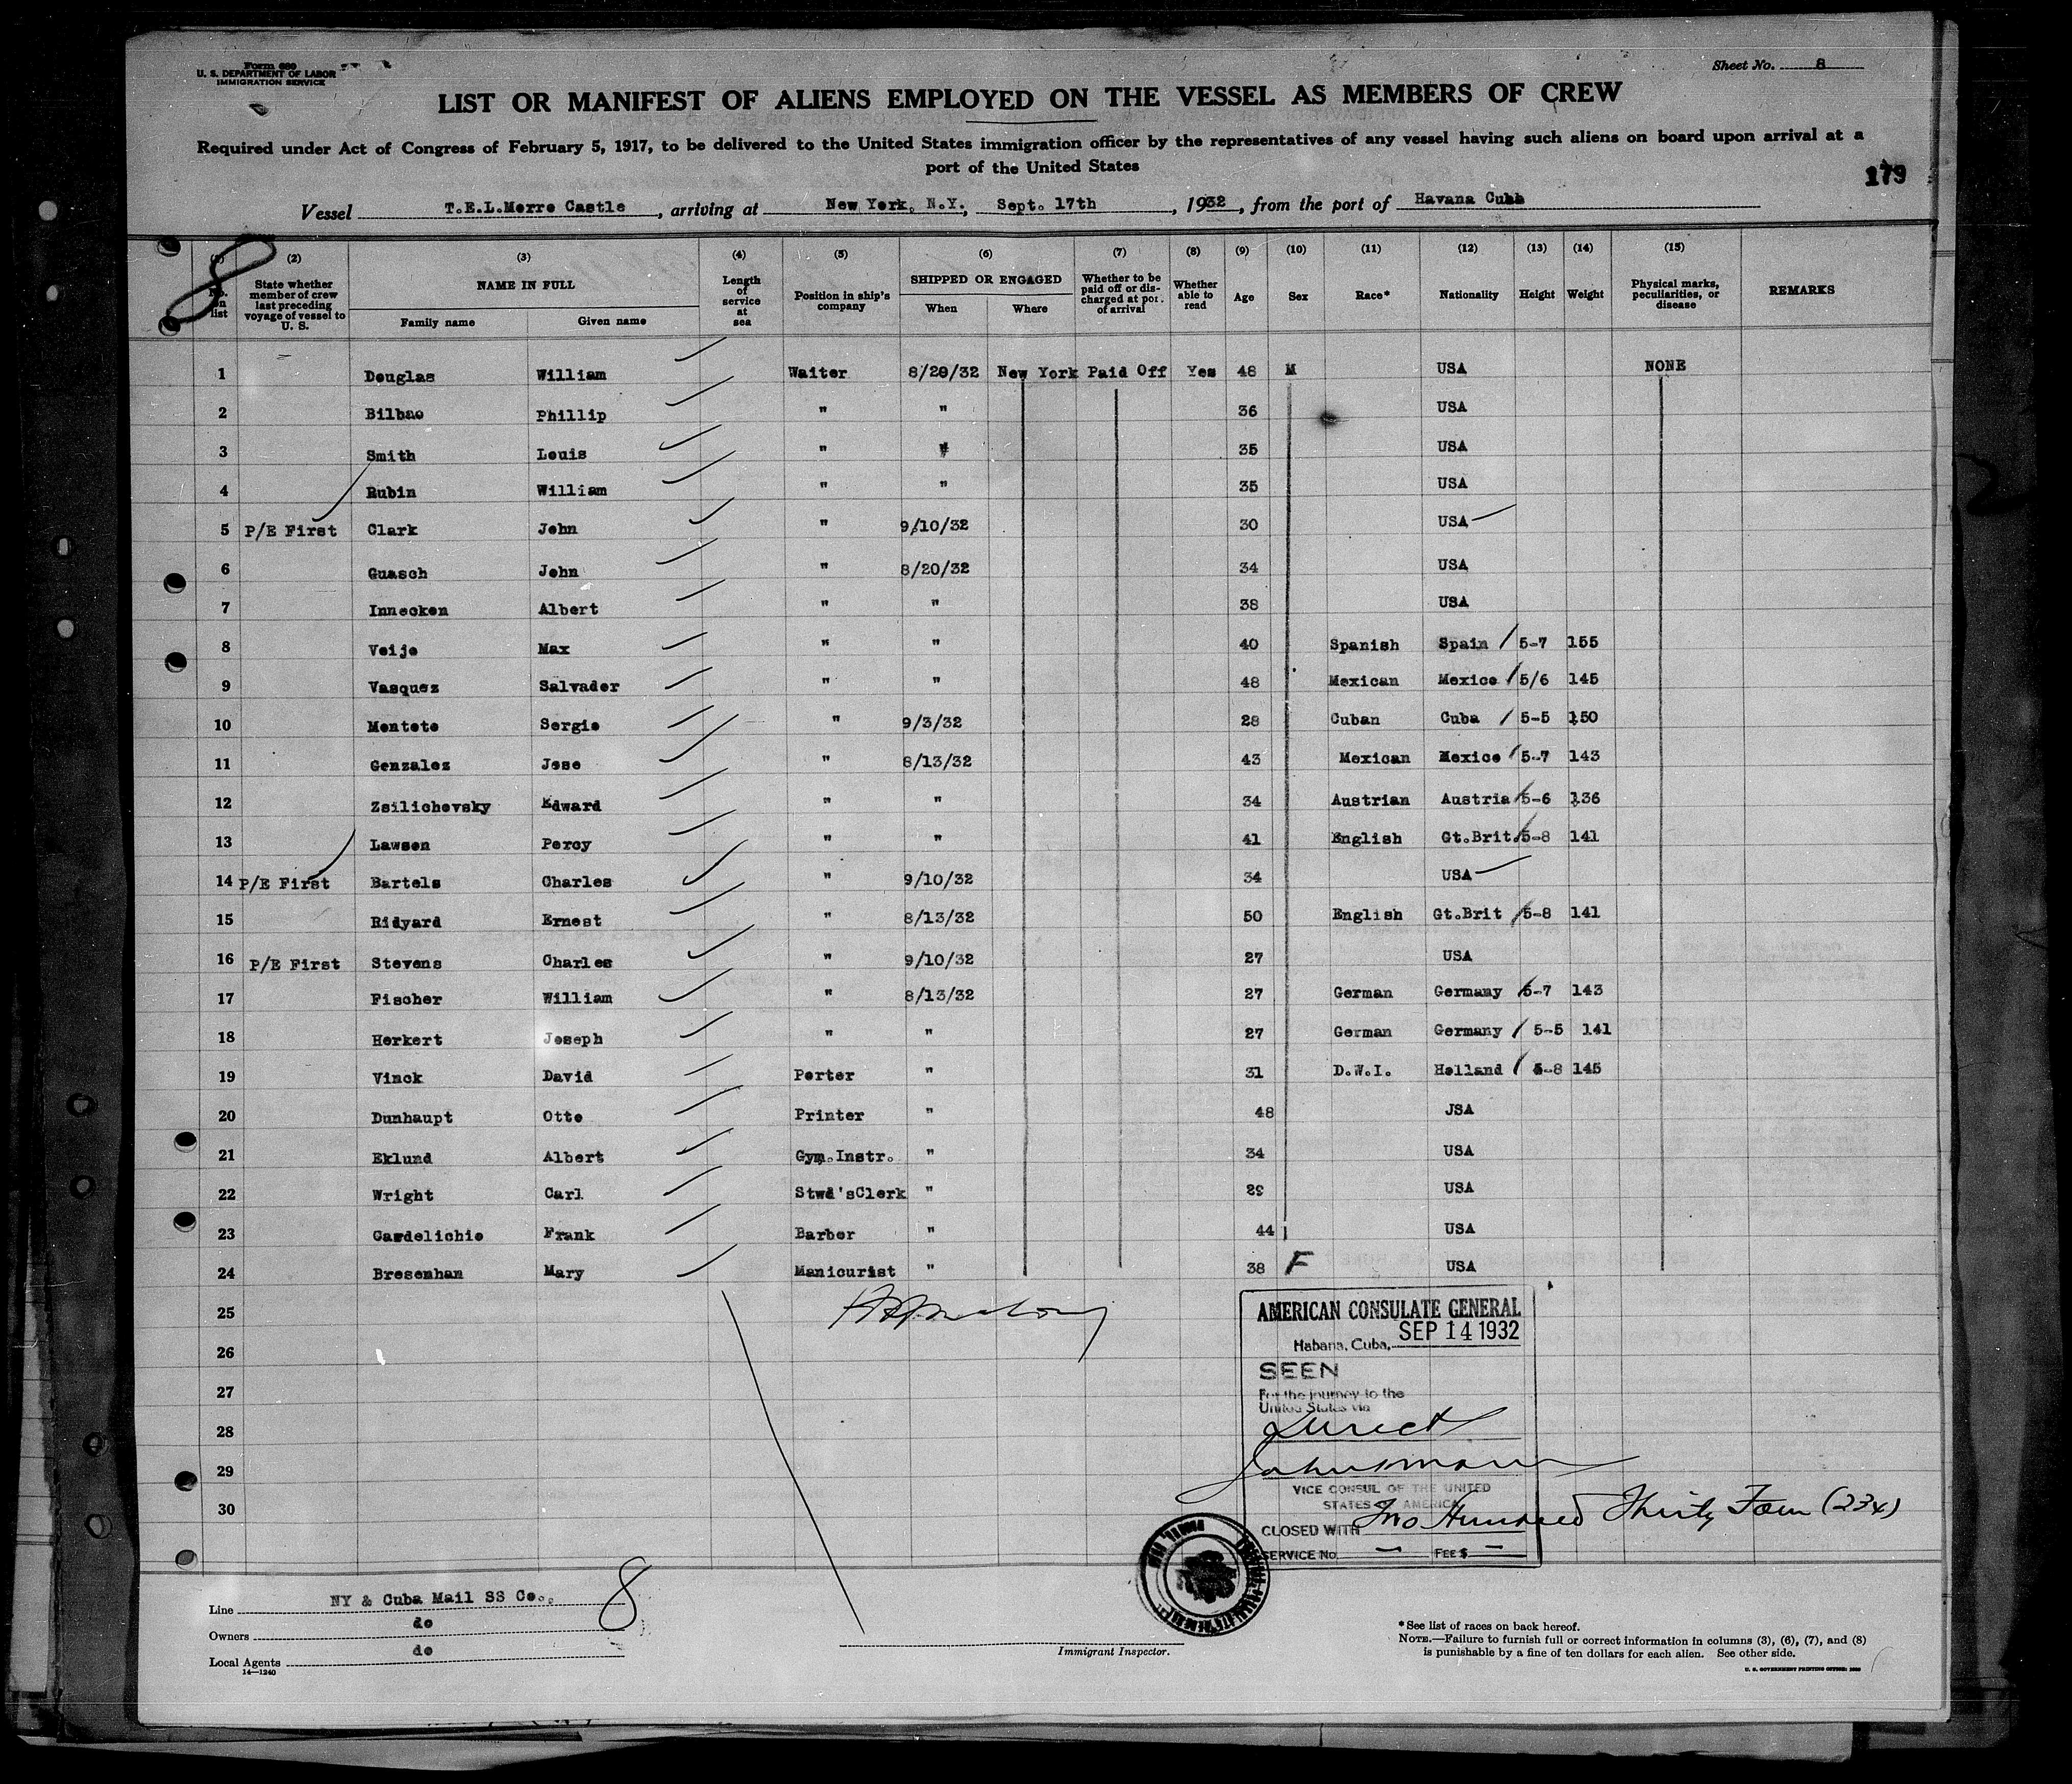 Form 680
U. S. DEPARTMENT OF LABOR
IMMIGRATION SERVICE
Sheet No. 8
LIST OR MANIFEST OF ALIENS EMPLOYED ON THE VESSEL AS MEMBERS OF CREW
Required under Act of Congress of February 5, 1917, to be delivered to the United States immigration officer by the representatives of any vessel having such aliens on board upon arrival at a
port of the United States
179
Vessel T.E.L.Morro Castle, arriving at New York, N.Y., Sept. 17th, 1932, from the port of Havana Cuba
8
(1) No. on list (2) State whether member of crew last preceding voyage of vessel to U. S. (3) NAME IN FULL Family name Given name (4) Length of service at sea (5) Position in ship's company (6) SHIPPED OR ENGAGED When Where (7) Whether to be paid off or discharged at port of arrival (8) Whether able to read (9) Age (10) Sex (11) Race* (12) Nationality (13) Height (14) Weight (15) Physical marks, peculiarities, or disease REMARKS
1 Douglas William Waiter 8/20/32 New York Paid Off Yes 48 M USA NONE
2 Bilbao Phillip " " 36 USA
3 Smith Louis " " 35 USA
4 Rubin William " " 35 USA
5 P/E First Clark John " 9/10/32 30 USA
6 Guasch John " 8/20/32 34 USA
7 Innecken Albert " " 38 USA
8 Veijo Max " " 40 Spanish Spain 5-7 155
9 Vasquez Salvador " " 48 Mexican Mexico 5/6 145
10 Montote Sergio " 9/3/32 28 Cuban Cuba 5-5 150
11 Gonzalez Jose " 8/13/32 43 Mexican Mexico 5-7 143
12 Zsilichovsky Edward " " 34 Austrian Austria 5-6 136
13 Lawson Percy " " 41 English Gt.Brit. 5-8 141
14 P/E First Bartels Charles " 9/10/32 34 USA
15 Ridyard Ernest " 8/13/32 50 English Gt.Brit 5-8 141
16 P/E First Stevens Charles " 9/10/32 27 USA
17 Fischer William " 8/13/32 27 German Germany 5-7 143
18 Herkert Joseph " " 27 German Germany 5-5 141
19 Vinck David Porter " 31 D.W.I. Holland 5-8 145
20 Dunhaupt Otto Printer " 48 JSA
21 Eklund Albert Gym.Instr. " 34 USA
22 Wright Carl Stwd'sClerk " 29 USA
23 Gardelichio Frank Barber " 44 USA
24 Bresenhan Mary Manicurist " 38 F USA
25
26
27
28
29
30
AMERICAN CONSULATE GENERAL
Habana, Cuba, SEP 14 1932
SEEN
For the journey to the
United States via
Direct
VICE CONSUL OF THE UNITED
STATES OF AMERICA
CLOSED WITH Two Hundred Thirty Four (234)
SERVICE No. — FEE $ —
Line NY & Cuba Mail SS Co.,
Owners do
Local Agents do
14—1240
8
Immigrant Inspector.
*See list of races on back hereof.
NOTE.—Failure to furnish full or correct information in columns (3), (6), (7), and (8)
is punishable by a fine of ten dollars for each alien. See other side.